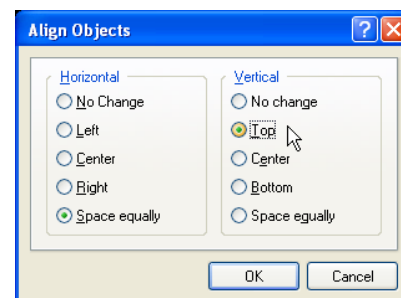 Align Objects
Horizontal
No Change
Left
Center
Right
Space equally
Vertical
No change
Top
Center
Bottom
Space equally
OK
Cancel